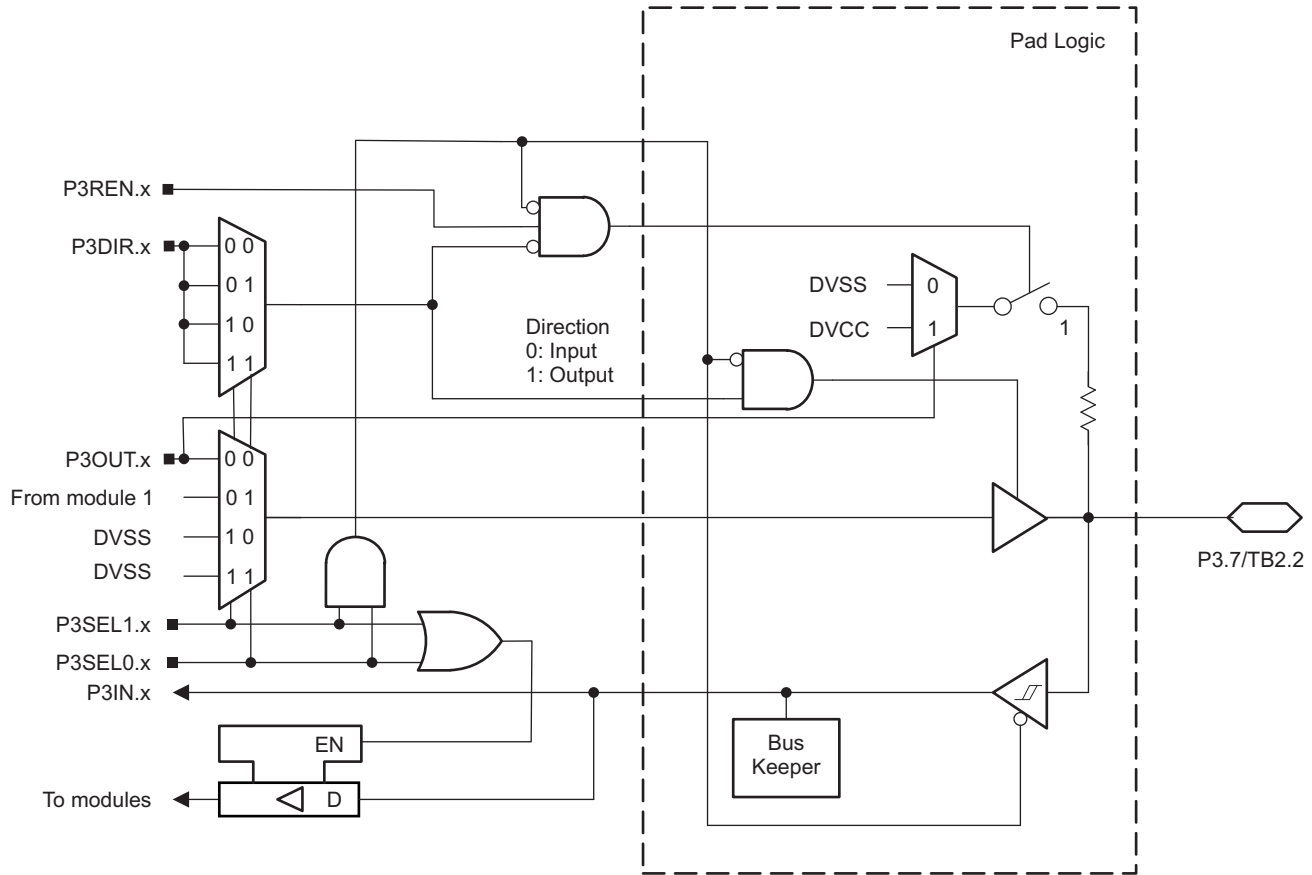 Pad Logic
P3REN.x
P3DIR.x
0 0
0 1
1 0
1 1
Direction
0: Input
1: Output
DVSS
0
DVCC
1
1
P3OUT.x
0 0
From module 1
0 1
DVSS
1 0
DVSS
1 1
P3.7/TB2.2
P3SEL1.x
P3SEL0.x
P3IN.x
Bus
Keeper
EN
To modules
D